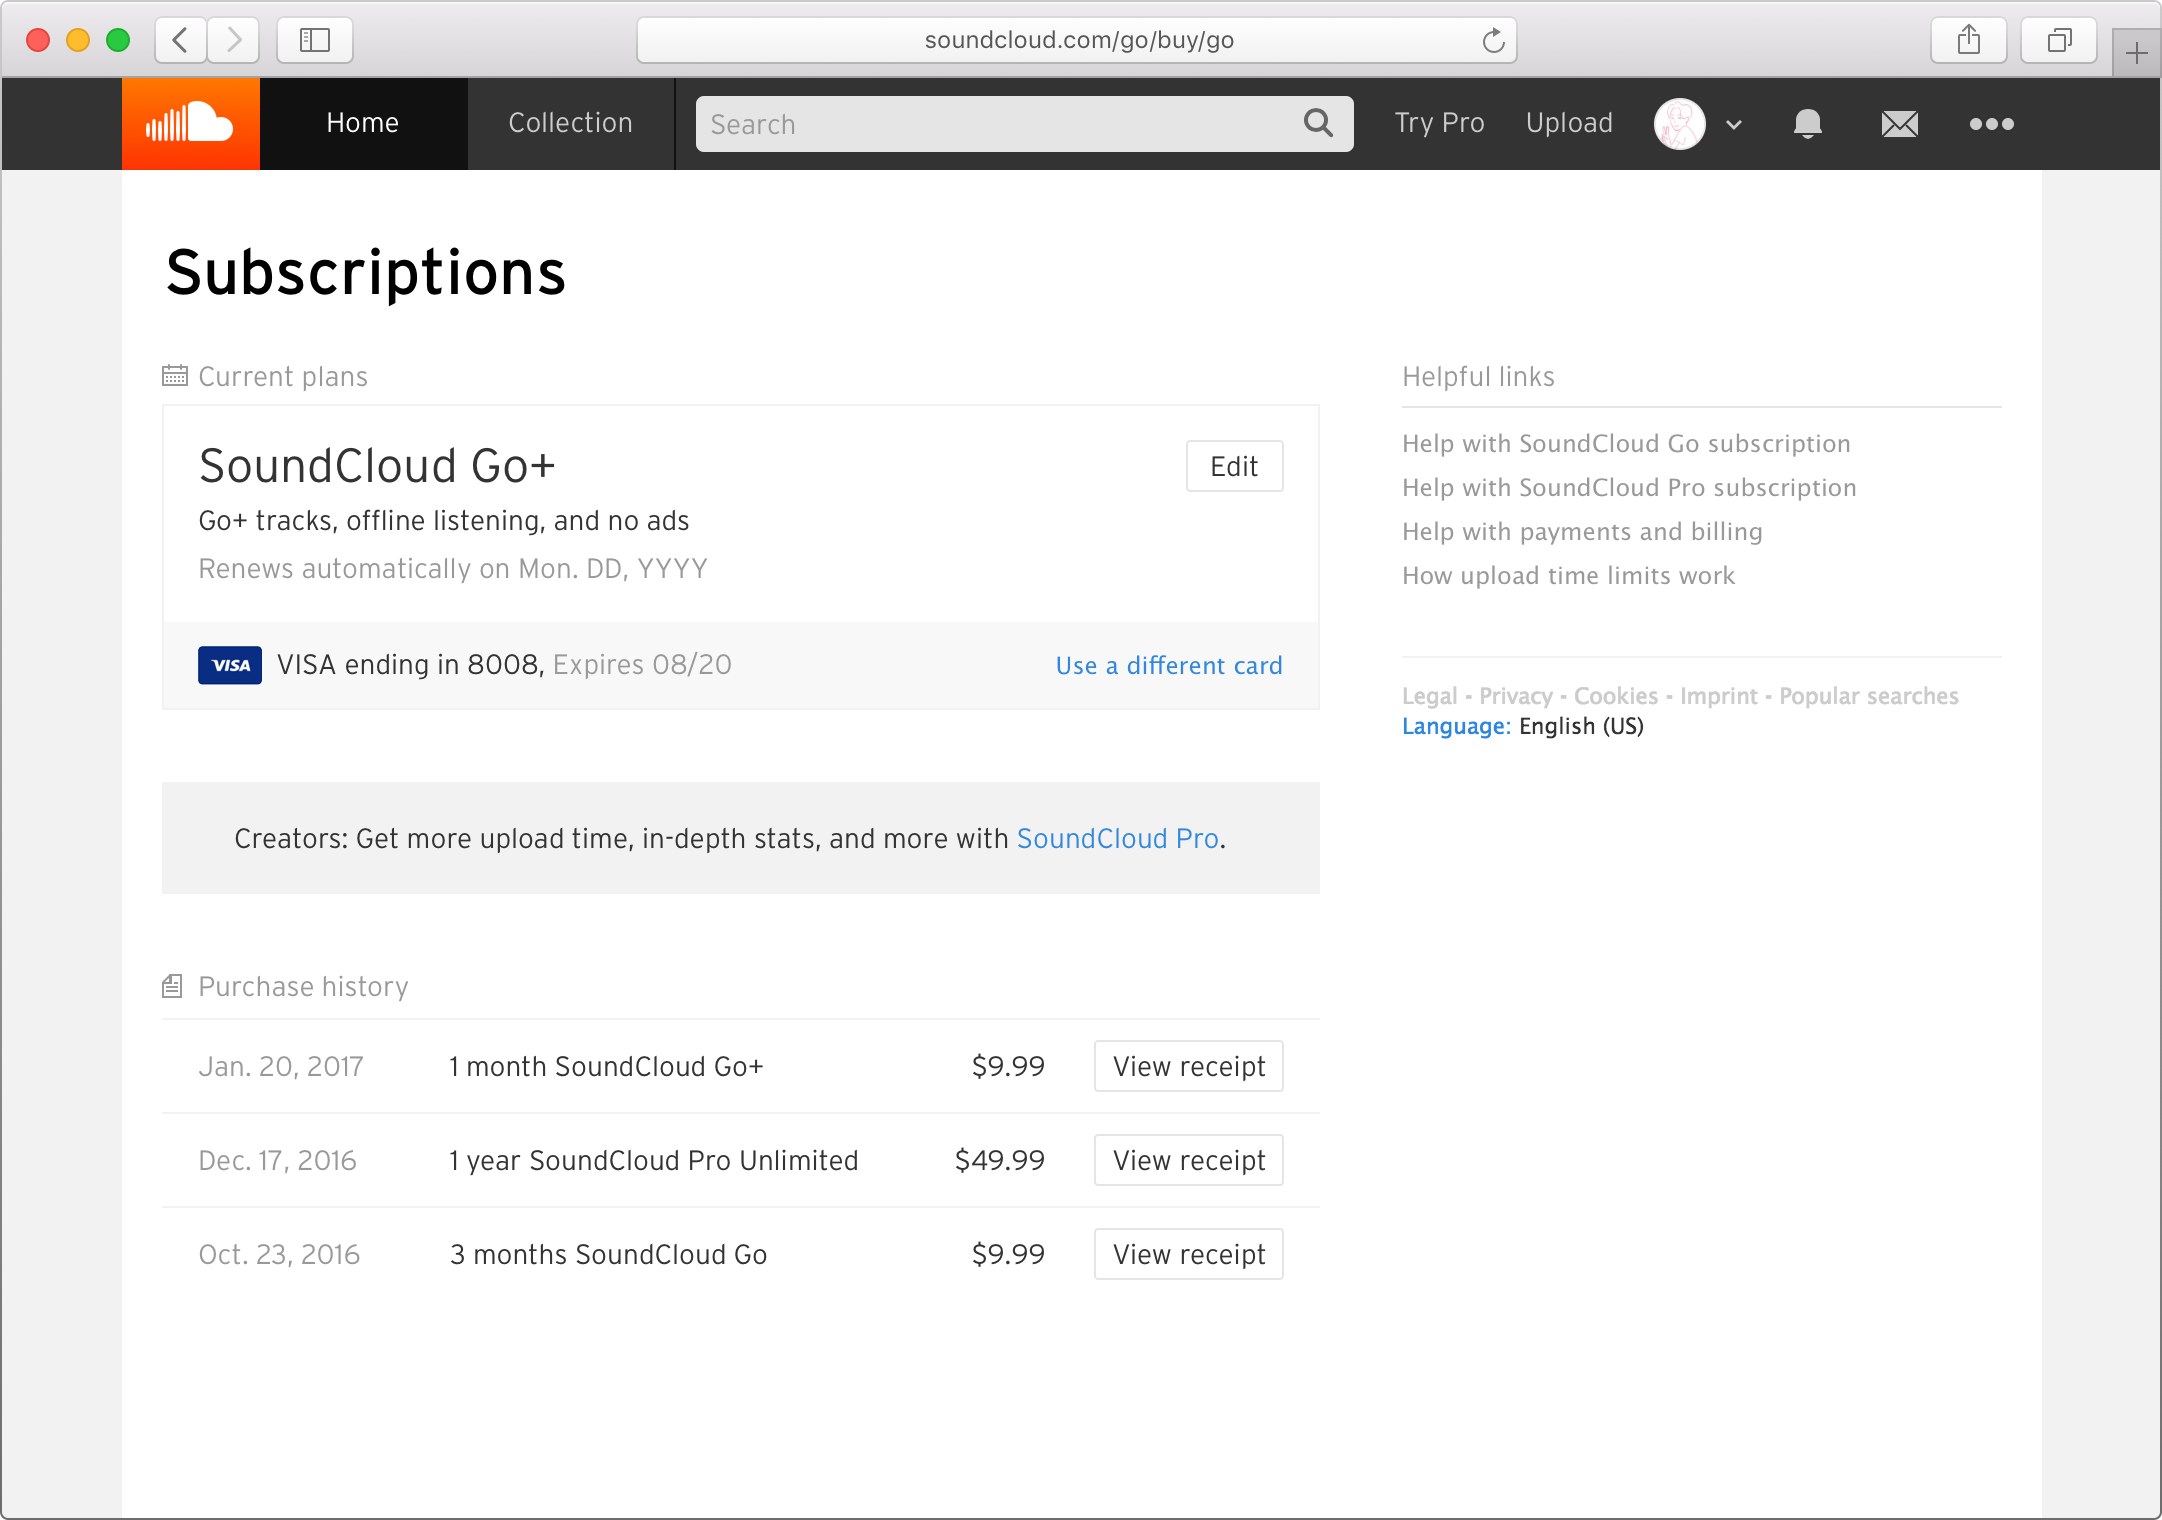 soundcloud.com/go/buy/go
Home
Collection
Search
Try Pro
Upload
Subscriptions
Current plans
SoundCloud Go+
Edit
Go+ tracks, offline listening, and no ads
Renews automatically on Mon. DD, YYYY
VISA
VISA ending in 8008, Expires 08/20
Use a different card
Creators: Get more upload time, in-depth stats, and more with SoundCloud Pro.
Purchase history
Jan. 20, 2017 1 month SoundCloud Go+ $9.99 View receipt
Dec. 17, 2016 1 year SoundCloud Pro Unlimited $49.99 View receipt
Oct. 23, 2016 3 months SoundCloud Go $9.99 View receipt
Helpful links
Help with SoundCloud Go subscription
Help with SoundCloud Pro subscription
Help with payments and billing
How upload time limits work
Legal - Privacy - Cookies - Imprint - Popular searches
Language: English (US)